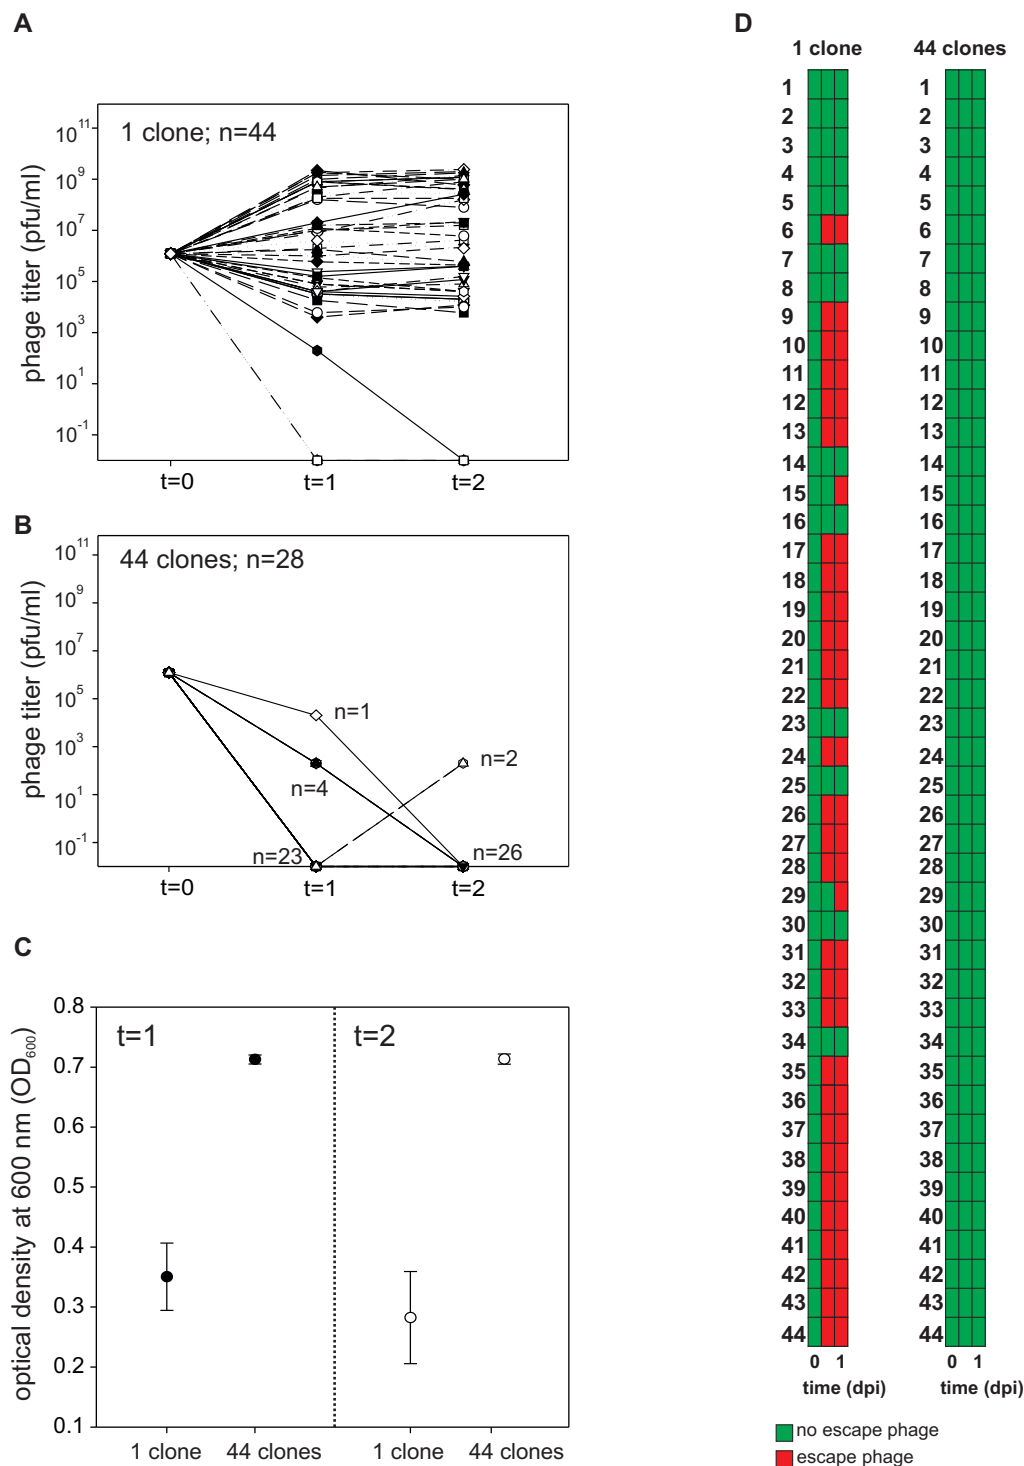 A
1 clone; n=44
phage titer (pfu/ml)
10^11
10^9
10^7
10^5
10^3
10^1
10^-1
t=0 t=1 t=2
B
44 clones; n=28
phage titer (pfu/ml)
10^11
10^9
10^7
10^5
10^3
10^1
10^-1
n=1
n=2
n=4
n=23
n=26
t=0 t=1 t=2
C
t=1 t=2
optical density at 600 nm (OD600)
0.8
0.7
0.6
0.5
0.4
0.3
0.2
0.1
1 clone 44 clones 1 clone 44 clones
D
1 clone 44 clones
1 1
2 2
3 3
4 4
5 5
6 6
7 7
8 8
9 9
10 10
11 11
12 12
13 13
14 14
15 15
16 16
17 17
18 18
19 19
20 20
21 21
22 22
23 23
24 24
25 25
26 26
27 27
28 28
29 29
30 30
31 31
32 32
33 33
34 34
35 35
36 36
37 37
38 38
39 39
40 40
41 41
42 42
43 43
44 44
0 1 0 1
time (dpi) time (dpi)
no escape phage
escape phage